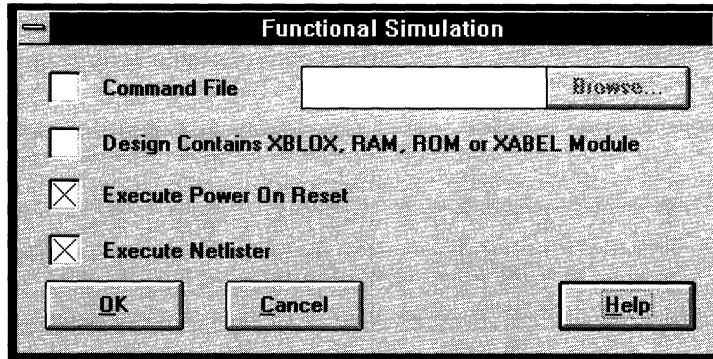 Functional Simulation
Command File
Browse...
Design Contains XBLOX, RAM, ROM or XABEL Module
Execute Power On Reset
Execute Netlister
OK
Cancel
Help